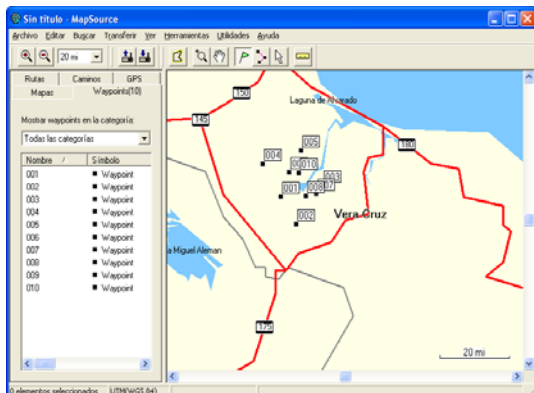 Sin título - MapSource
Archivo Editar Buscar Transferir Ver Herramientas Utilidades Ayuda
20 mi
Rutas Caminos GPS
Mapas Waypoints(10)
Mostrar waypoints en la categoría:
Todas las categorías
Nombre / Símbolo
001 Waypoint
002 Waypoint
003 Waypoint
004 Waypoint
005 Waypoint
006 Waypoint
007 Waypoint
008 Waypoint
009 Waypoint
010 Waypoint
150
Laguna de Alvarado
145
180
005
004
010
003
001
008
002
Vera Cruz
Miguel Aleman
175
20 mi
0 elementos seleccionados UTM(WGS 84)